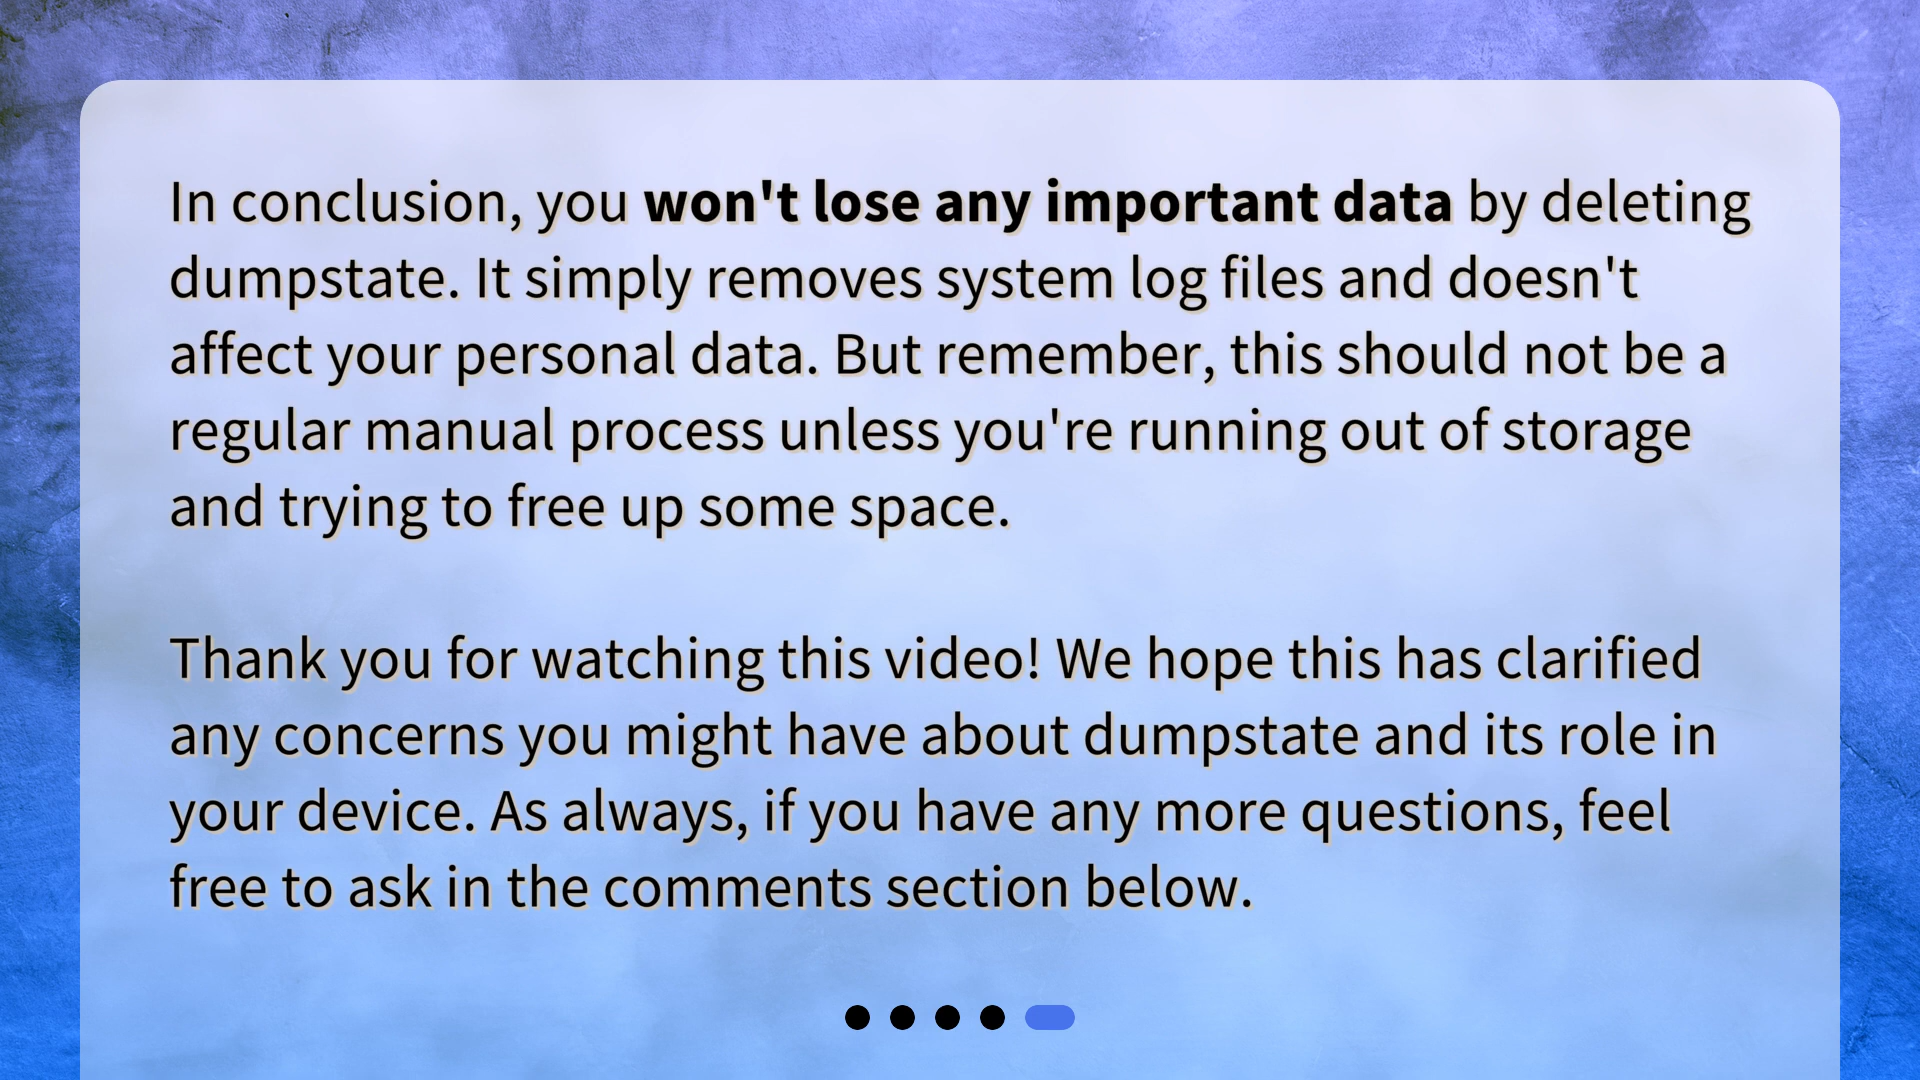 In conclusion, you won't lose any important data by deleting
dumpstate. It simply removes system log files and doesn't
affect your personal data. But remember, this should not be a
regular manual process unless you're running out of storage
and trying to free up some space.
Thank you for watching this video! We hope this has clarified
any concerns you might have about dumpstate and its role in
your device. As always, if you have any more questions, feel
free to ask in the comments section below.